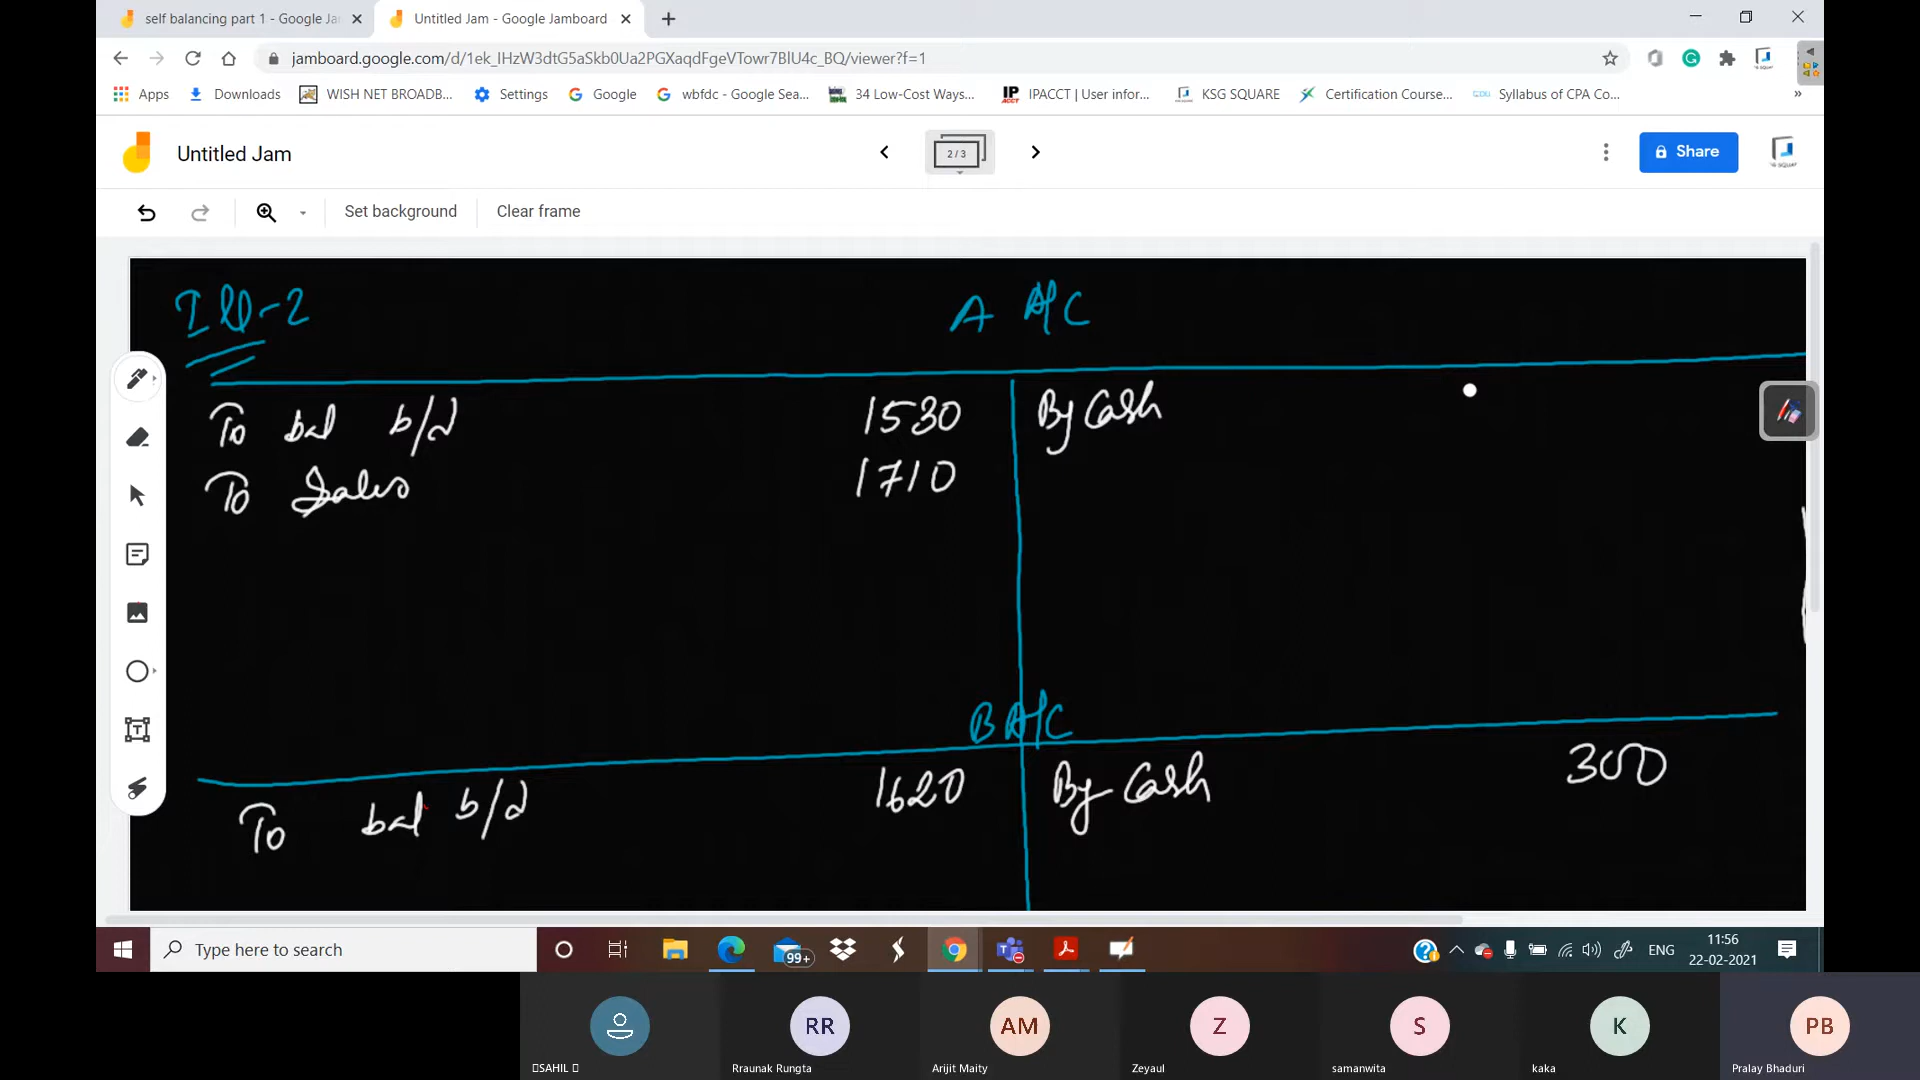 self balancing part 1 - Google Ja
Untitled Jam - Google Jamboard
jamboard.google.com/d/1ek_IHzW3dtG5aSkb0Ua2PGXaqdFgeVTowr7BlU4c_BQ/viewer?f=1
Apps
Downloads
WISH NET BROADB...
Settings
Google
wbfdc - Google Sea...
34 Low-Cost Ways...
IPACCT | User infor...
KSG SQUARE
Certification Course...
Syllabus of CPA Co...
»
Untitled Jam
2 / 3
Share
Set background
Clear frame
Ill-2
A A/C
To bal b/d 1530 By Cash
To Sales 1710
B A/C
To bal b/d 1620 By Cash 300
Type here to search
99+
ENG
11:56
22-02-2021
RR
AM
Z
S
K
PB
SAHIL
Rraunak Rungta
Arijit Maity
Zeyaul
samanwita
kaka
Pralay Bhaduri